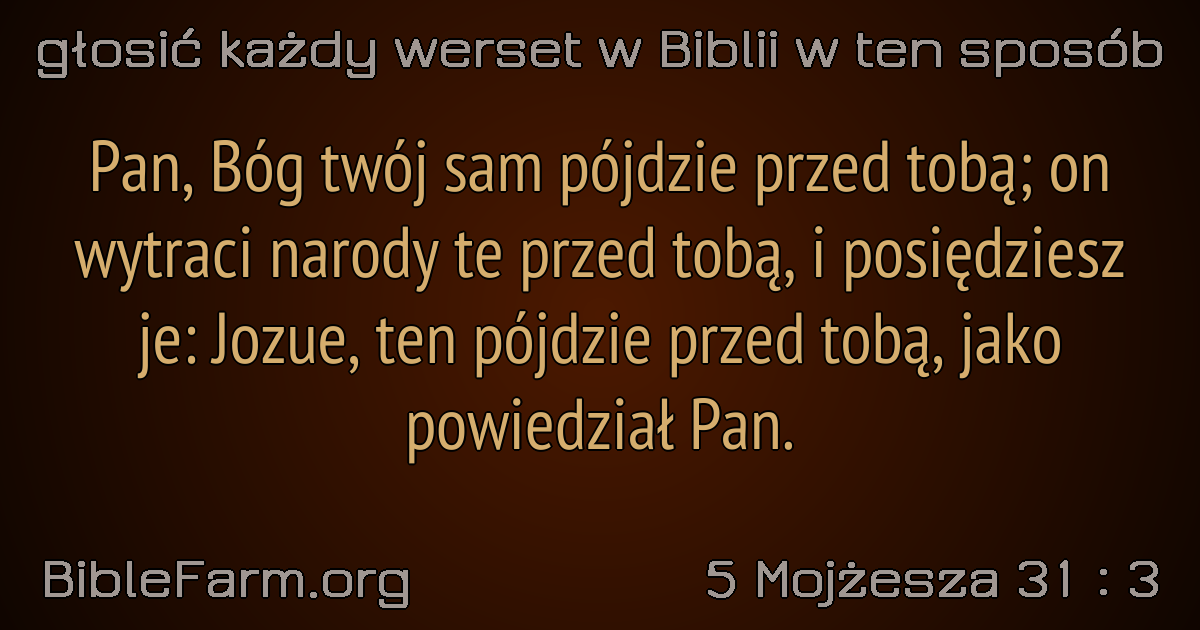 głosić każdy werset w Biblii w ten sposób
Pan, Bóg twój sam pójdzie przed tobą; on
wytraci narody te przed tobą, i posiędziesz
je: Jozue, ten pójdzie przed tobą, jako
powiedział Pan.
BibleFarm.org
5 Mojżesza 31 : 3